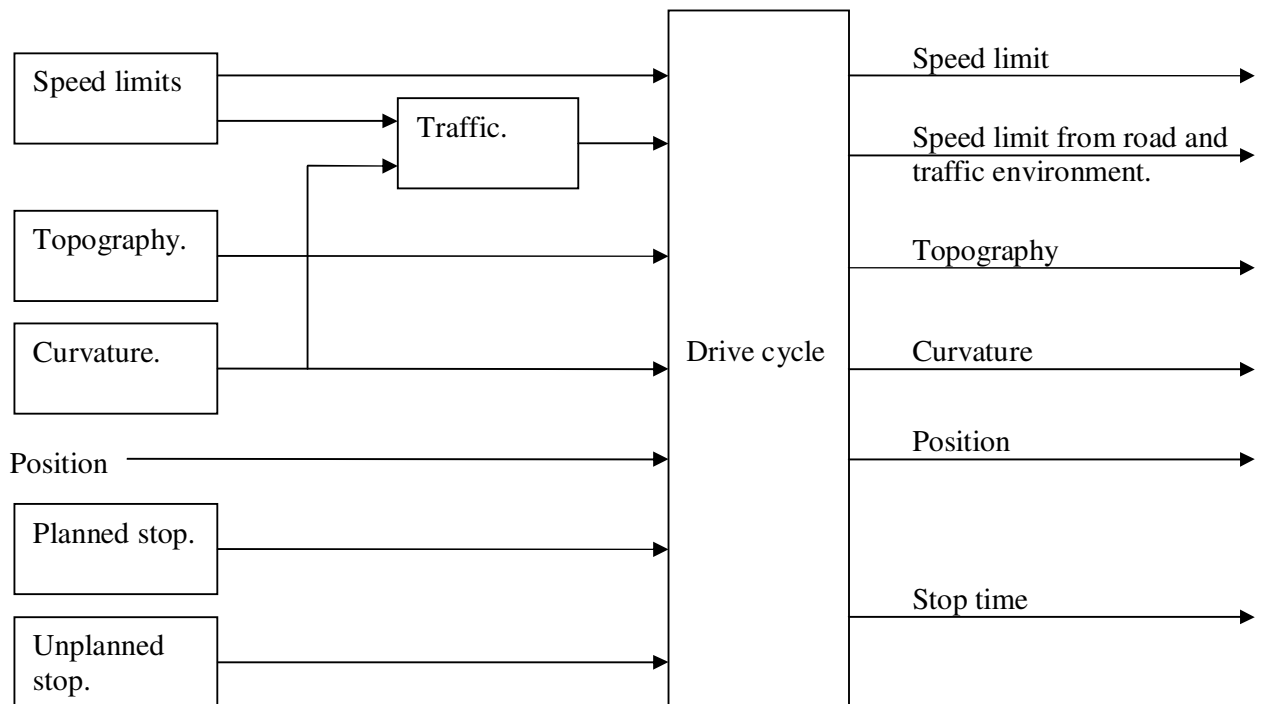 Speed limits
Traffic.
Topography.
Curvature.
Position
Planned stop.
Unplanned
stop.
Drive cycle
Speed limit
Speed limit from road and
traffic environment.
Topography
Curvature
Position
Stop time